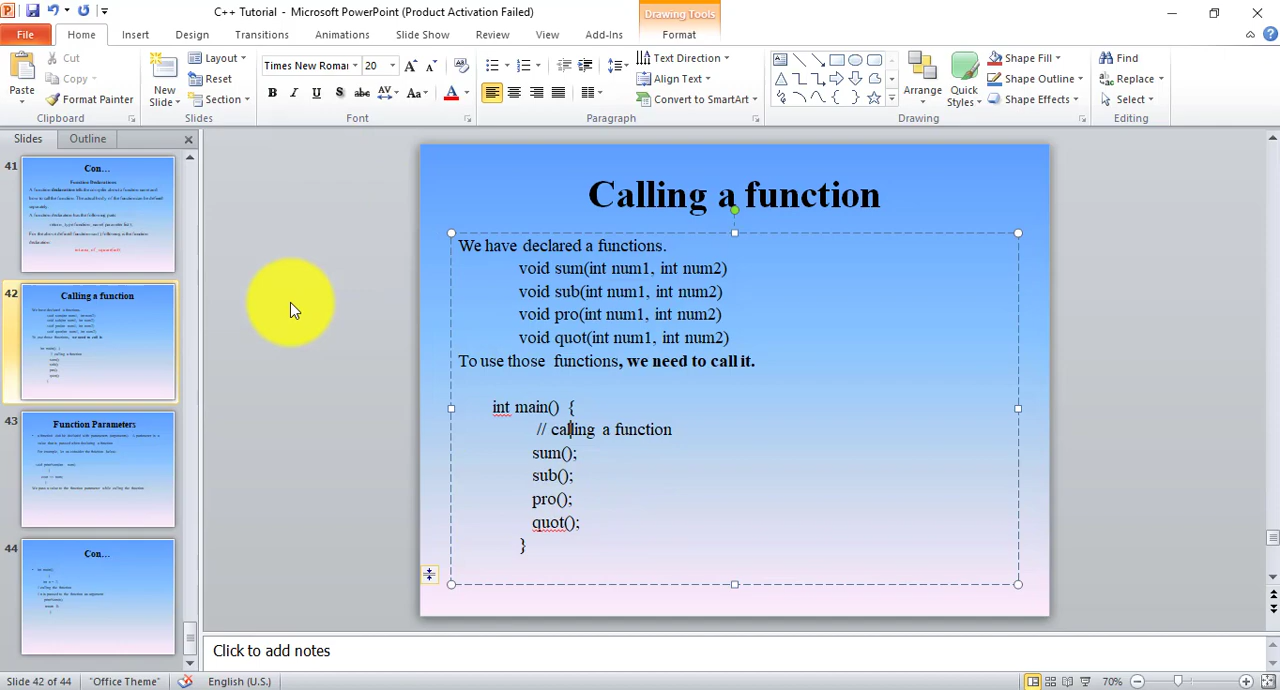 C++ Tutorial - Microsoft PowerPoint (Product Activation Failed)
Drawing Tools
File Home Insert Design Transitions Animations Slide Show Review View Add-Ins Format
Paste
Cut
Copy
Format Painter
Clipboard
New Slide
Layout
Reset
Section
Slides
Times New Roman 20
B I U S abc AV Aa A
Font
Text Direction
Align Text
Convert to SmartArt
Paragraph
Arrange
Quick Styles
Shape Fill
Shape Outline
Shape Effects
Drawing
Find
Replace
Select
Editing
Slides Outline
41
Con...
Function Declarations
42
Calling a function
43
Function Parameters
44
Con...
Calling a function
We have declared a functions.
void sum(int num1, int num2)
void sub(int num1, int num2)
void pro(int num1, int num2)
void quot(int num1, int num2)
To use those functions, we need to call it.
int main() {
// calling a function
sum();
sub();
pro();
quot();
}
Click to add notes
Slide 42 of 44 "Office Theme" English (U.S.) 70%